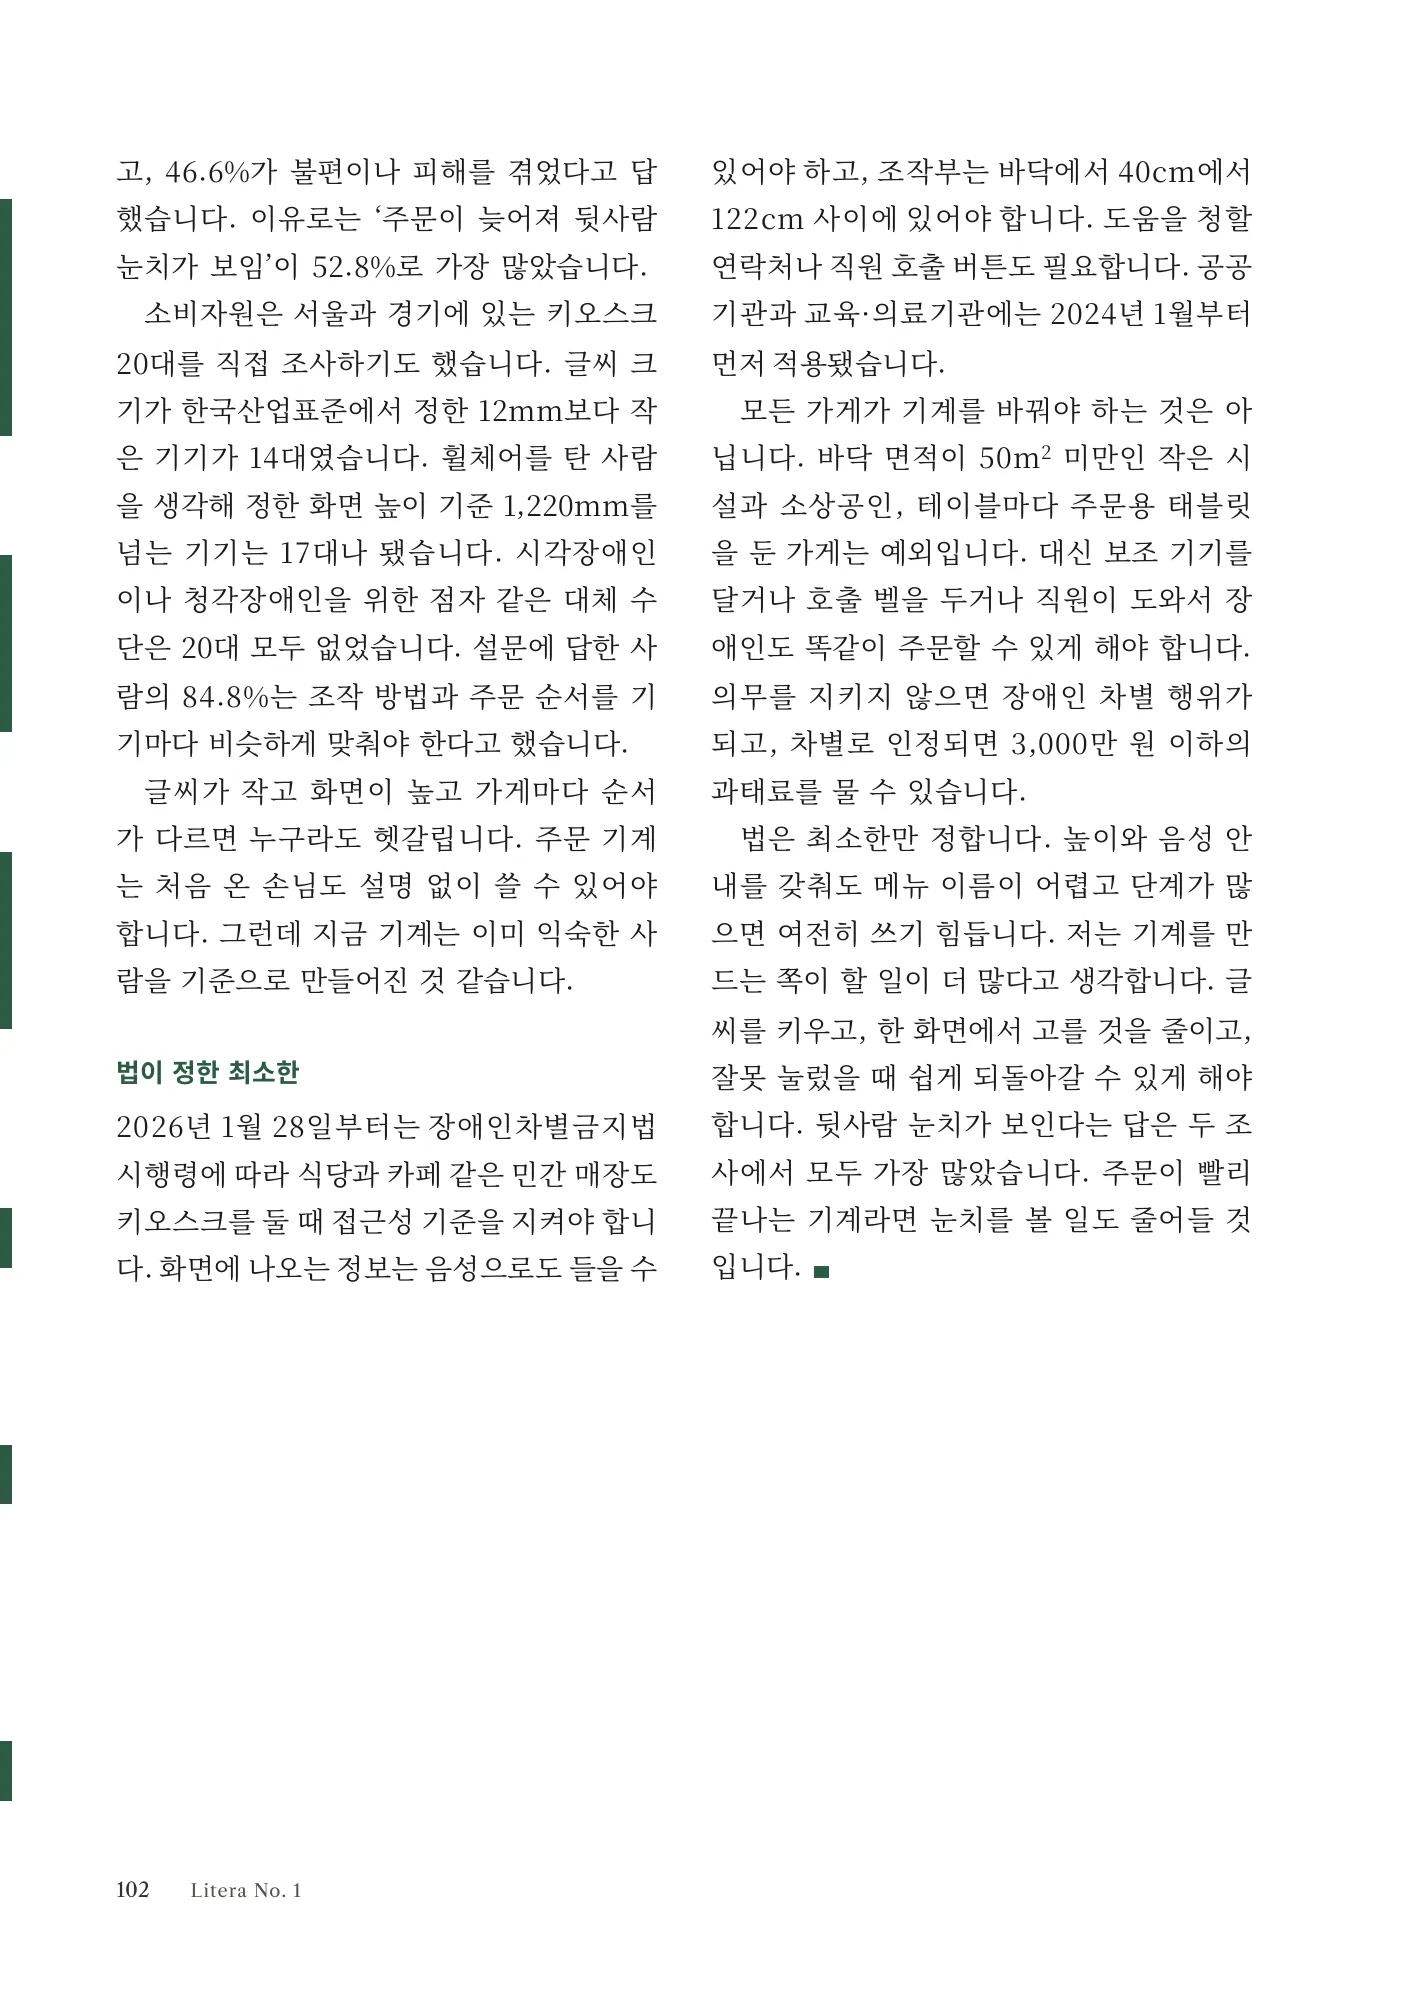 고, 46.6%가 불편이나 피해를 겪었다고 답
했습니다. 이유로는 ‘주문이 늦어져 뒷사람
눈치가 보임’이 52.8%로 가장 많았습니다.
소비자원은 서울과 경기에 있는 키오스크
20대를 직접 조사하기도 했습니다. 글씨 크
기가 한국산업표준에서 정한 12mm보다 작
은 기기가 14대였습니다. 휠체어를 탄 사람
을 생각해 정한 화면 높이 기준 1,220mm를
넘는 기기는 17대나 됐습니다. 시각장애인
이나 청각장애인을 위한 점자 같은 대체 수
단은 20대 모두 없었습니다. 설문에 답한 사
람의 84.8%는 조작 방법과 주문 순서를 기
기마다 비슷하게 맞춰야 한다고 했습니다.
글씨가 작고 화면이 높고 가게마다 순서
가 다르면 누구라도 헷갈립니다. 주문 기계
는 처음 온 손님도 설명 없이 쓸 수 있어야
합니다. 그런데 지금 기계는 이미 익숙한 사
람을 기준으로 만들어진 것 같습니다.
법이 정한 최소한
2026년 1월 28일부터는 장애인차별금지법
시행령에 따라 식당과 카페 같은 민간 매장도
키오스크를 둘 때 접근성 기준을 지켜야 합니
다. 화면에 나오는 정보는 음성으로도 들을 수
있어야 하고, 조작부는 바닥에서 40cm에서
122cm 사이에 있어야 합니다. 도움을 청할
연락처나 직원 호출 버튼도 필요합니다. 공공
기관과 교육·의료기관에는 2024년 1월부터
먼저 적용됐습니다.
모든 가게가 기계를 바꿔야 하는 것은 아
닙니다. 바닥 면적이 50m² 미만인 작은 시
설과 소상공인, 테이블마다 주문용 태블릿
을 둔 가게는 예외입니다. 대신 보조 기기를
달거나 호출 벨을 두거나 직원이 도와서 장
애인도 똑같이 주문할 수 있게 해야 합니다.
의무를 지키지 않으면 장애인 차별 행위가
되고, 차별로 인정되면 3,000만 원 이하의
과태료를 물 수 있습니다.
법은 최소한만 정합니다. 높이와 음성 안
내를 갖춰도 메뉴 이름이 어렵고 단계가 많
으면 여전히 쓰기 힘듭니다. 저는 기계를 만
드는 쪽이 할 일이 더 많다고 생각합니다. 글
씨를 키우고, 한 화면에서 고를 것을 줄이고,
잘못 눌렀을 때 쉽게 되돌아갈 수 있게 해야
합니다. 뒷사람 눈치가 보인다는 답은 두 조
사에서 모두 가장 많았습니다. 주문이 빨리
끝나는 기계라면 눈치를 볼 일도 줄어들 것
입니다.
102 Litera No. 1